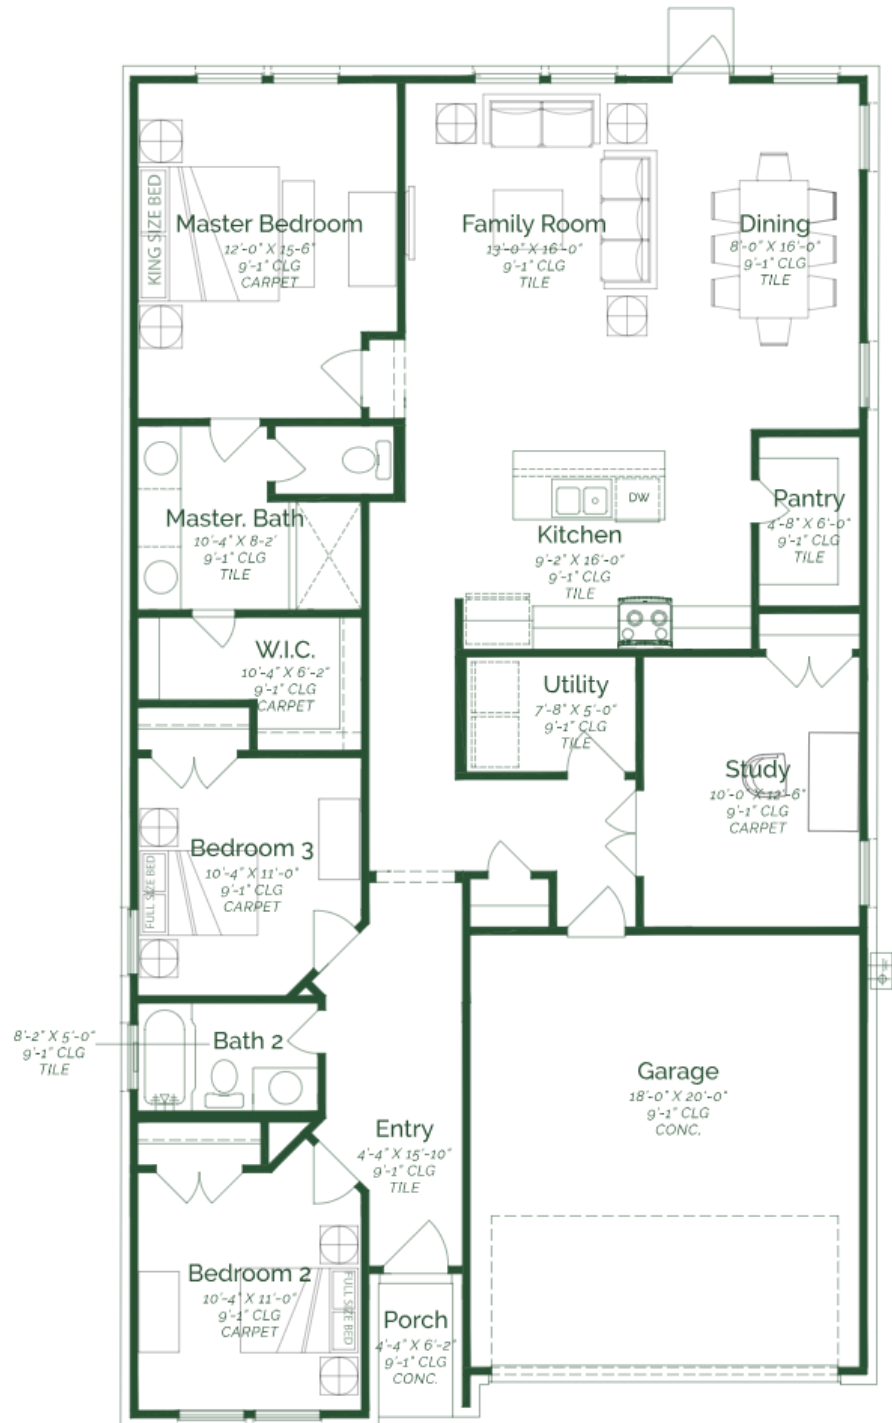 Master Bedroom
12'-0" X 15-6"
9'-1" CLG
CARPET
KING SIZE BED
Family Room
13'-0" X 16'-0"
9'-1" CLG
TILE
Dining
8'-0" X 16'-0"
9'-1" CLG
TILE
Master. Bath
10'-4" X 8-2'
9'-1" CLG
TILE
DW
Kitchen
9'-2" X 16'-0"
9'-1" CLG
TILE
Pantry
4'-8" X 6'-0"
9'-1" CLG
TILE
W.I.C.
10'-4" X 6'-2"
9'-1" CLG
CARPET
Utility
7'-8" X 5'-0"
9'-1" CLG
TILE
Study
10'-0" X 12'-6"
9'-1" CLG
CARPET
Bedroom 3
10'-4" X 11'-0"
9'-1" CLG
CARPET
FULL SIZE BED
8'-2" X 5'-0"
9'-1" CLG
TILE
Bath 2
Garage
18'-0" X 20'-0"
9'-1" CLG
CONC.
Entry
4'-4" X 15'-10"
9'-1" CLG
TILE
Bedroom 2
10'-4" X 11'-0"
9'-1" CLG
CARPET
FULL SIZE BED
Porch
4'-4" X 6'-2"
9'-1" CLG
CONC.